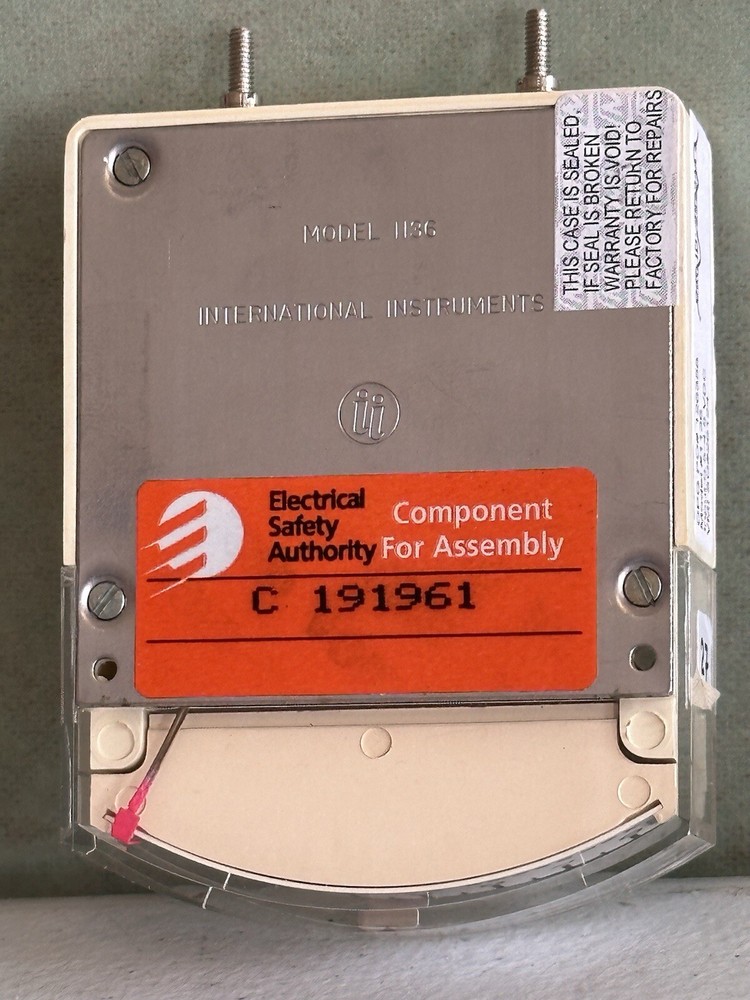 MODEL 1136
INTERNATIONAL INSTRUMENTS
ii
THIS CASE IS SEALED,
IF SEAL IS BROKEN
WARRANTY IS VOID!
PLEASE RETURN TO
FACTORY FOR REPAIRS
Electrical
Safety
Authority
Component
For Assembly
C 191961